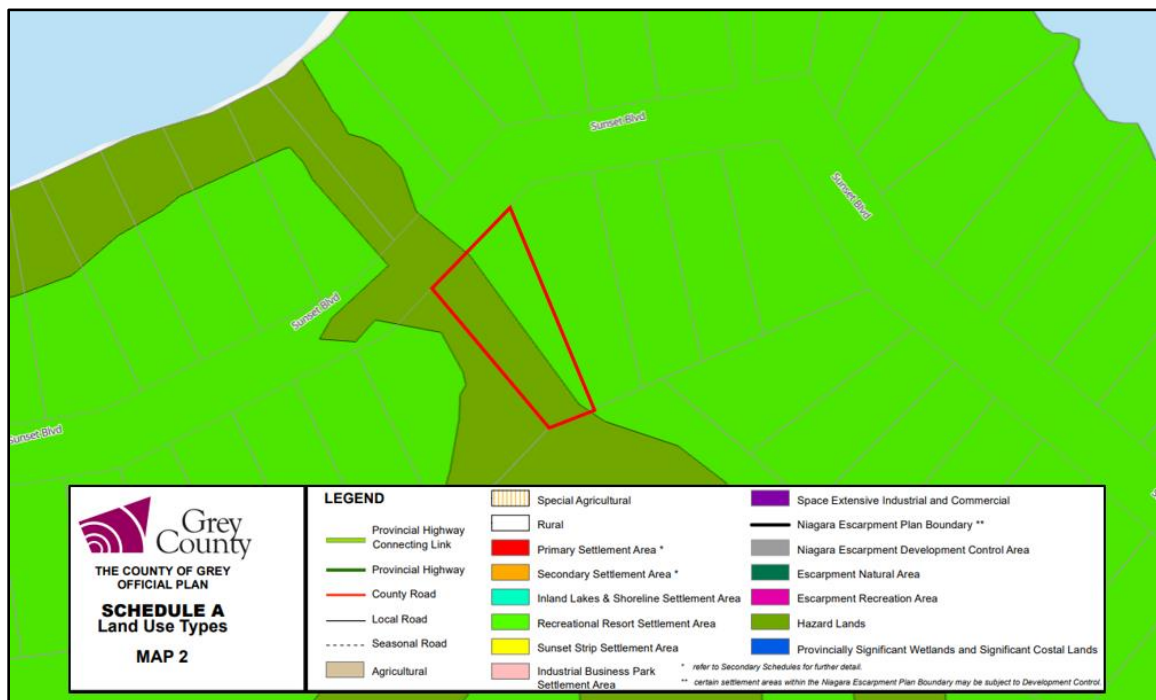 Sunset Blvd
Sunset Blvd
Sunset Blvd
Sunset Blvd
Grey
County
THE COUNTY OF GREY
OFFICIAL PLAN
SCHEDULE A
Land Use Types
MAP 2
LEGEND
Provincial Highway
Connecting Link
Provincial Highway
County Road
Local Road
Seasonal Road
Agricultural
Special Agricultural
Rural
Primary Settlement Area *
Secondary Settlement Area *
Inland Lakes & Shoreline Settlement Area
Recreational Resort Settlement Area
Sunset Strip Settlement Area
Industrial Business Park
Settlement Area
Space Extensive Industrial and Commercial
Niagara Escarpment Plan Boundary **
Niagara Escarpment Development Control Area
Escarpment Natural Area
Escarpment Recreation Area
Hazard Lands
Provincially Significant Wetlands and Significant Costal Lands
* refer to Secondary Schedules for further detail.
** certain settlement areas within the Niagara Escarpment Plan Boundary may be subject to Development Control.